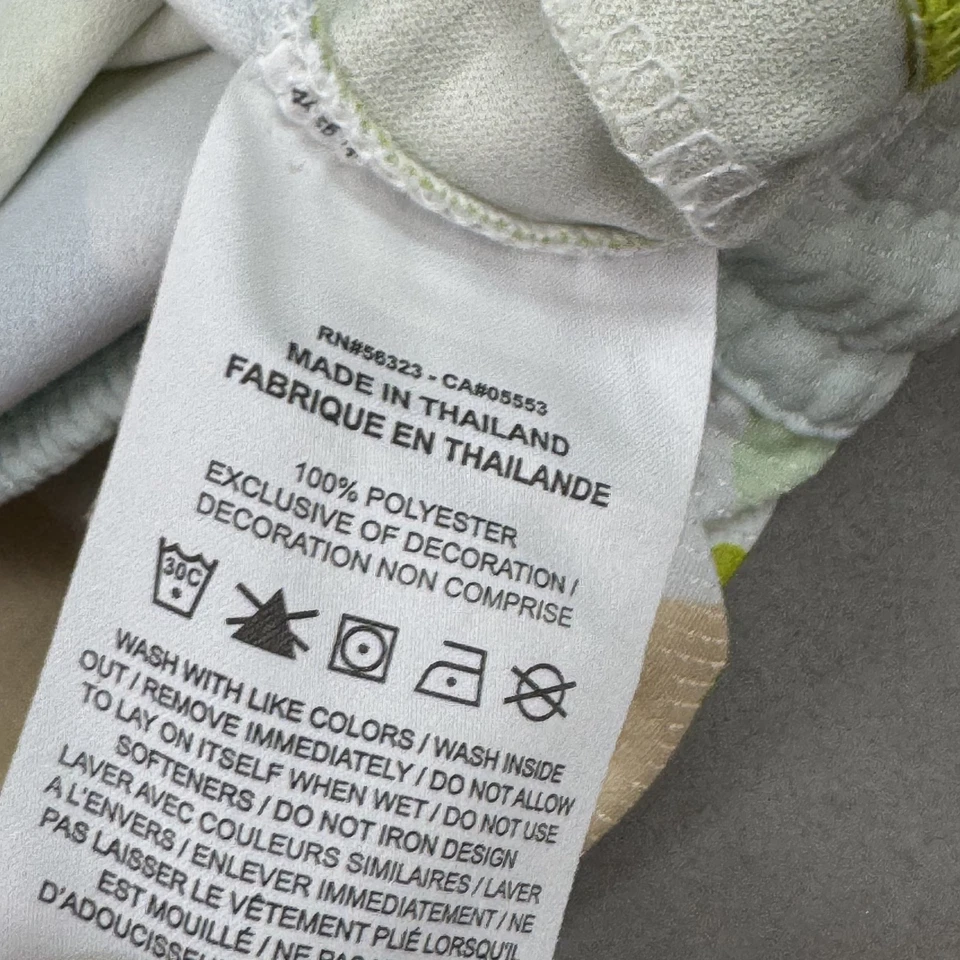 RN#56323 - CA#05553
MADE IN THAILAND
FABRIQUE EN THAILANDE
100% POLYESTER
EXCLUSIVE OF DECORATION /
DECORATION NON COMPRISE
30C
WASH WITH LIKE COLORS / WASH INSIDE
OUT / REMOVE IMMEDIATELY / DO NOT ALLOW
TO LAY ON ITSELF WHEN WET / DO NOT USE
SOFTENERS / DO NOT IRON DESIGN
LAVER AVEC COULEURS SIMILAIRES / LAVER
A L'ENVERS / ENLEVER IMMEDIATEMENT / NE
PAS LAISSER LE VÊTEMENT PLIÉ LORSQU'IL
EST MOUILLÉ / NE PAS